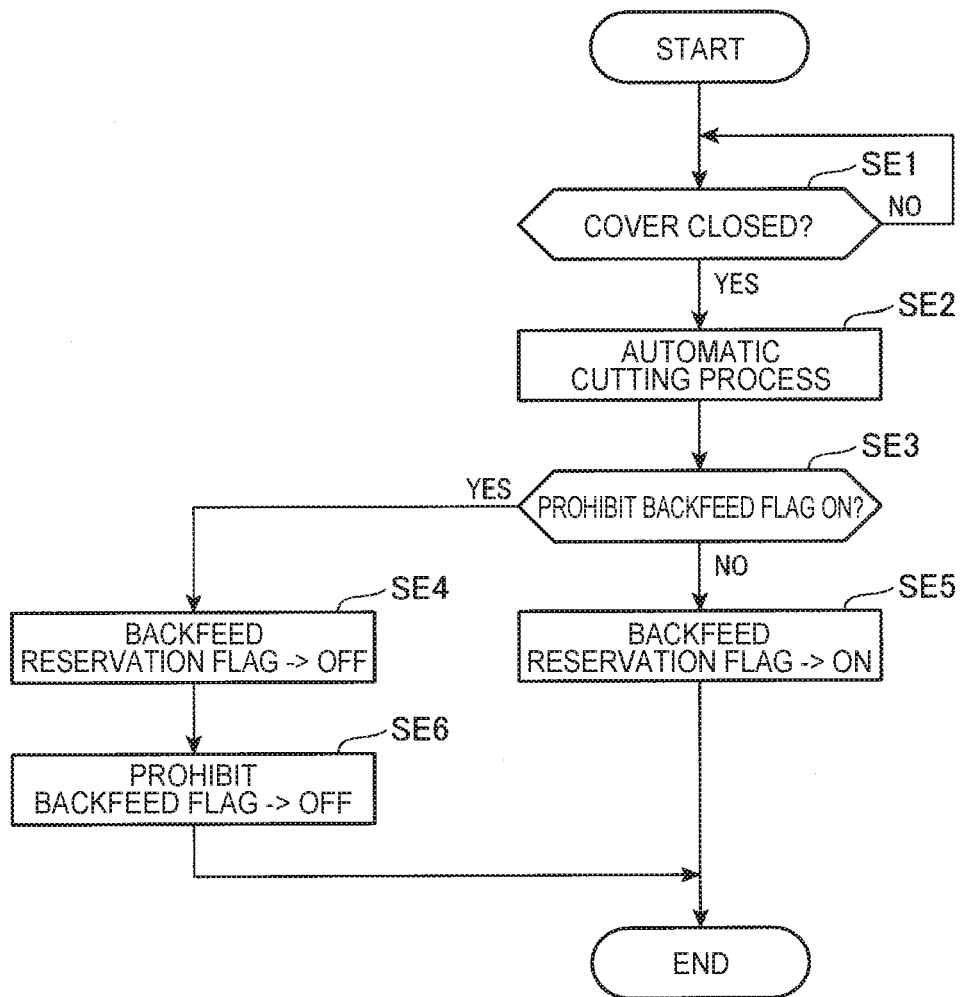 START
SE1
COVER CLOSED?
NO
YES
SE2
AUTOMATIC
CUTTING PROCESS
SE3
YES
PROHIBIT BACKFEED FLAG ON?
NO
SE4
BACKFEED
RESERVATION FLAG -> OFF
SE5
BACKFEED
RESERVATION FLAG -> ON
SE6
PROHIBIT
BACKFEED FLAG -> OFF
END